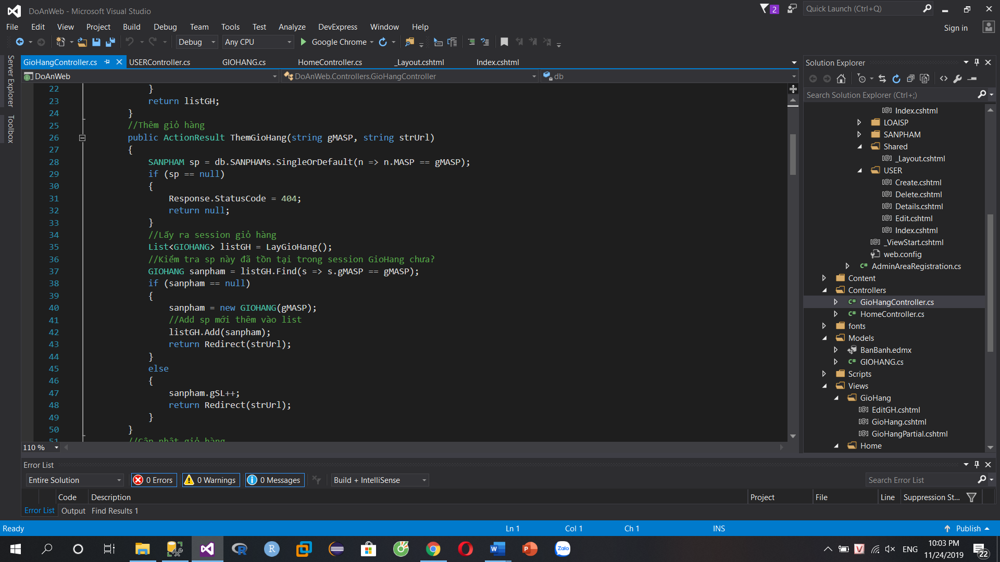 DoAnWeb - Microsoft Visual Studio
2
Quick Launch (Ctrl+Q)
File Edit View Project Build Debug Team Tools Test Analyze DevExpress Window Help
Sign in
Debug Any CPU Google Chrome
Server Explorer
Toolbox
GioHangController.cs USERController.cs GIOHANG.cs HomeController.cs _Layout.cshtml Index.cshtml
DoAnWeb DoAnWeb.Controllers.GioHangController db
22 }
23 return listGH;
24 }
25 //Thêm giỏ hàng
26 public ActionResult ThemGioHang(string gMASP, string strUrl)
27 {
28 SANPHAM sp = db.SANPHAMs.SingleOrDefault(n => n.MASP == gMASP);
29 if (sp == null)
30 {
31 Response.StatusCode = 404;
32 return null;
33 }
34 //Lấy ra session giỏ hàng
35 List<GIOHANG> listGH = LayGioHang();
36 //Kiểm tra sp này đã tồn tại trong session GioHang chưa?
37 GIOHANG sanpham = listGH.Find(s => s.gMASP == gMASP);
38 if (sanpham == null)
39 {
40 sanpham = new GIOHANG(gMASP);
41 //Add sp mới thêm vào list
42 listGH.Add(sanpham);
43 return Redirect(strUrl);
44 }
45 else
46 {
47 sanpham.gSL++;
48 return Redirect(strUrl);
49 }
50 }
51 //Cập nhật giỏ hàng
110 %
Solution Explorer
Search Solution Explorer (Ctrl+;)
Index.cshtml
LOAISP
SANPHAM
Shared
_Layout.cshtml
USER
Create.cshtml
Delete.cshtml
Details.cshtml
Edit.cshtml
Index.cshtml
_ViewStart.cshtml
web.config
AdminAreaRegistration.cs
Content
Controllers
GioHangController.cs
HomeController.cs
fonts
Models
BanBanh.edmx
GIOHANG.cs
Scripts
Views
GioHang
EditGH.cshtml
GioHang.cshtml
GioHangPartial.cshtml
Home
Error List
Entire Solution 0 Errors 0 Warnings 0 Messages Build + IntelliSense Search Error List
Code Description Project File Line Suppression St...
Error List Output Find Results 1
Ready Ln 1 Col 1 Ch 1 INS Publish
Zalo
ENG
10:03 PM
11/24/2019
22